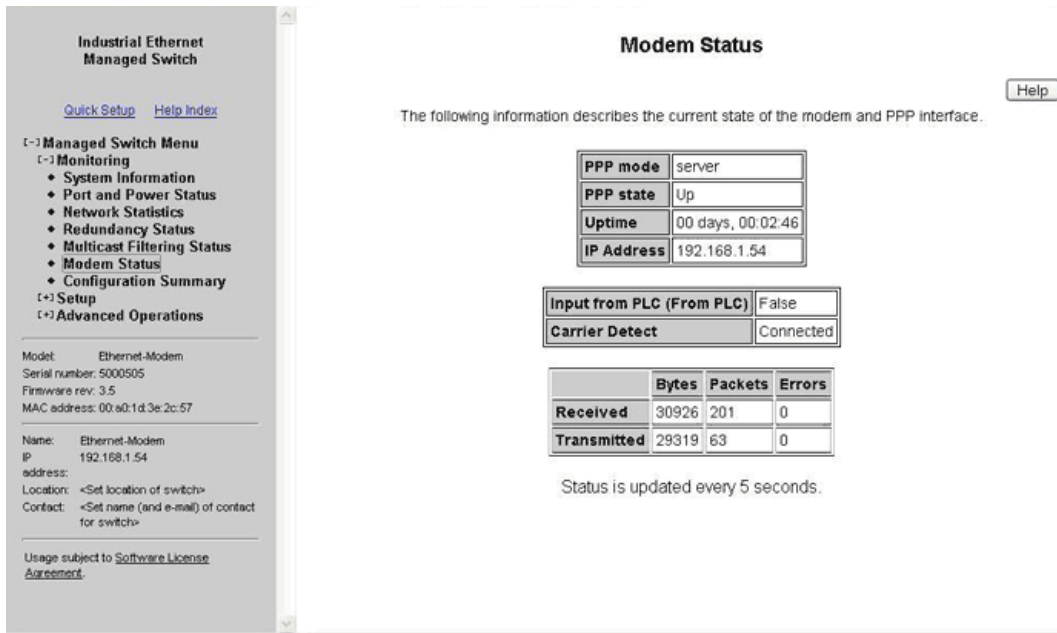 Industrial Ethernet
Managed Switch
Quick Setup Help Index
[-] Managed Switch Menu
[-] Monitoring
System Information
Port and Power Status
Network Statistics
Redundancy Status
Multicast Filtering Status
Modem Status
Configuration Summary
[+] Setup
[+] Advanced Operations
Model: Ethernet-Modem
Serial number: 5000505
Firmware rev: 3.5
MAC address: 00:a0:1d:3e:2c:57
Name: Ethernet-Modem
IP address: 192.168.1.54
Location: <Set location of switch>
Contact: <Set name (and e-mail) of contact
for switch>
Usage subject to Software License
Agreement.
Modem Status
Help
The following information describes the current state of the modem and PPP interface.
PPP mode server
PPP state Up
Uptime 00 days, 00:02:46
IP Address 192.168.1.54
Input from PLC (From PLC) False
Carrier Detect Connected
Bytes Packets Errors
Received 30926 201 0
Transmitted 29319 63 0
Status is updated every 5 seconds.